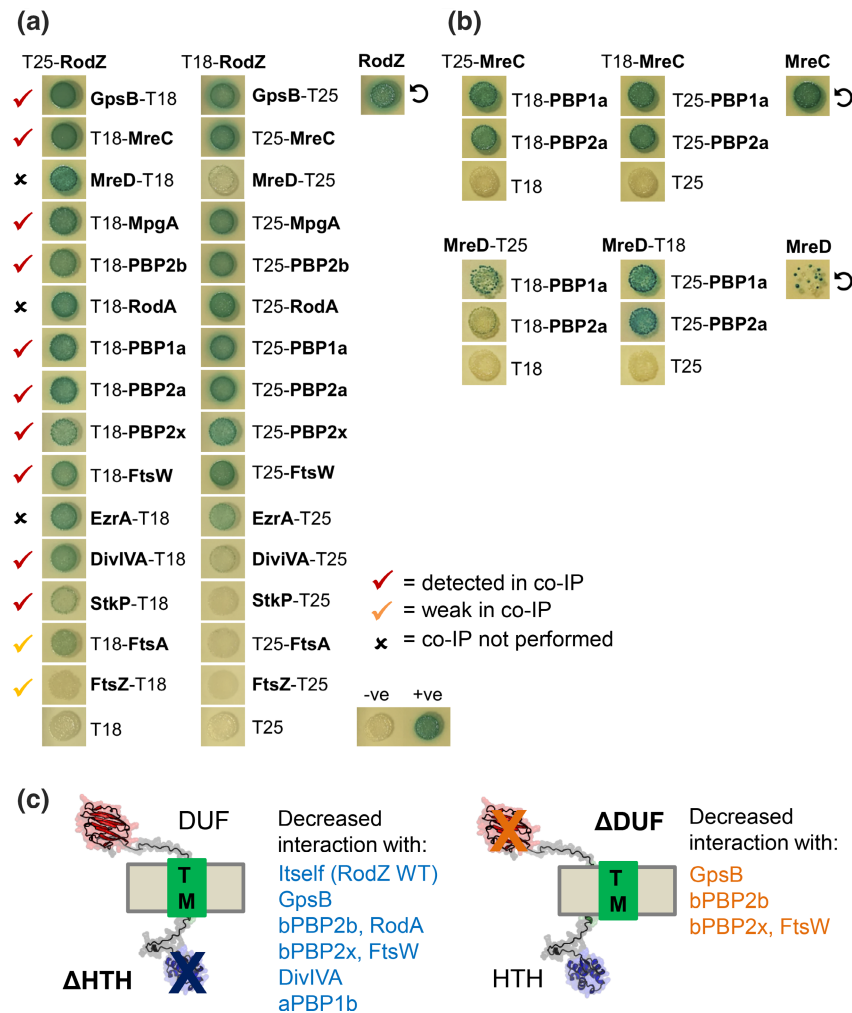 (a)
T25-RodZ T18-RodZ RodZ
GpsB-T18 GpsB-T25
T18-MreC T25-MreC
MreD-T18 MreD-T25
T18-MpgA T25-MpgA
T18-PBP2b T25-PBP2b
T18-RodA T25-RodA
T18-PBP1a T25-PBP1a
T18-PBP2a T25-PBP2a
T18-PBP2x T25-PBP2x
T18-FtsW T25-FtsW
EzrA-T18 EzrA-T25
DivIVA-T18 DiviVA-T25
StkP-T18 StkP-T25
T18-FtsA T25-FtsA
FtsZ-T18 FtsZ-T25
T18 T25
(b)
T25-MreC T18-MreC MreC
T18-PBP1a T25-PBP1a
T18-PBP2a T25-PBP2a
T18 T25
MreD-T25 MreD-T18 MreD
T18-PBP1a T25-PBP1a
T18-PBP2a T25-PBP2a
T18 T25
= detected in co-IP
= weak in co-IP
= co-IP not performed
-ve +ve
(c)
DUF
T
M
ΔHTH
Decreased
interaction with:
Itself (RodZ WT)
GpsB
bPBP2b, RodA
bPBP2x, FtsW
DivIVA
aPBP1b
ΔDUF
T
M
HTH
Decreased
interaction with:
GpsB
bPBP2b
bPBP2x, FtsW